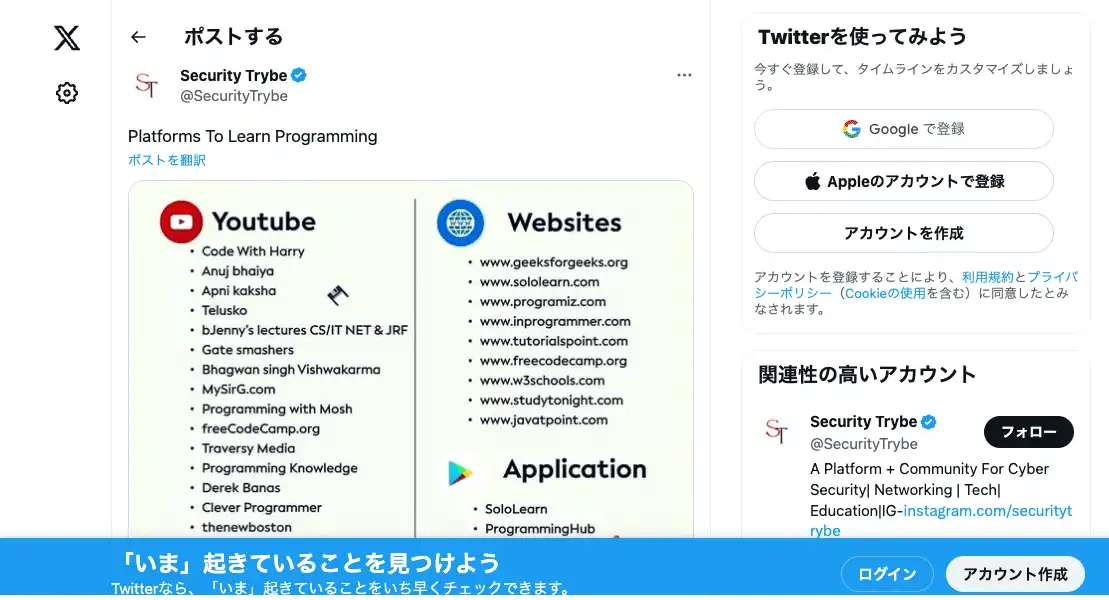 ポストする
Security Trybe
@SecurityTrybe
Platforms To Learn Programming
ポストを翻訳
Youtube
• Code With Harry
• Anuj bhaiya
• Apni kaksha
• Telusko
• bJenny's lectures CS/IT NET & JRF
• Gate smashers
• Bhagwan singh Vishwakarma
• MySirG.com
• Programming with Mosh
• freeCodeCamp.org
• Traversy Media
• Programming Knowledge
• Derek Banas
• Clever Programmer
• thenewboston
Websites
• www.geeksforgeeks.org
• www.sololearn.com
• www.programiz.com
• www.inprogrammer.com
• www.tutorialspoint.com
• www.freecodecamp.org
• www.w3schools.com
• www.studytonight.com
• www.javatpoint.com
Application
• SoloLearn
• ProgrammingHub
Twitterを使ってみよう
今すぐ登録して、タイムラインをカスタマイズしましょ
う。
Google で登録
Appleのアカウントで登録
アカウントを作成
アカウントを登録することにより、利用規約とプライバ
シーポリシー（Cookieの使用を含む）に同意したとみ
なされます。
関連性の高いアカウント
Security Trybe
@SecurityTrybe
フォロー
A Platform + Community For Cyber
Security| Networking | Tech|
Education|IG-instagram.com/securityt
rybe
「いま」起きていることを見つけよう
Twitterなら、「いま」起きていることをいち早くチェックできます。
ログイン
アカウント作成